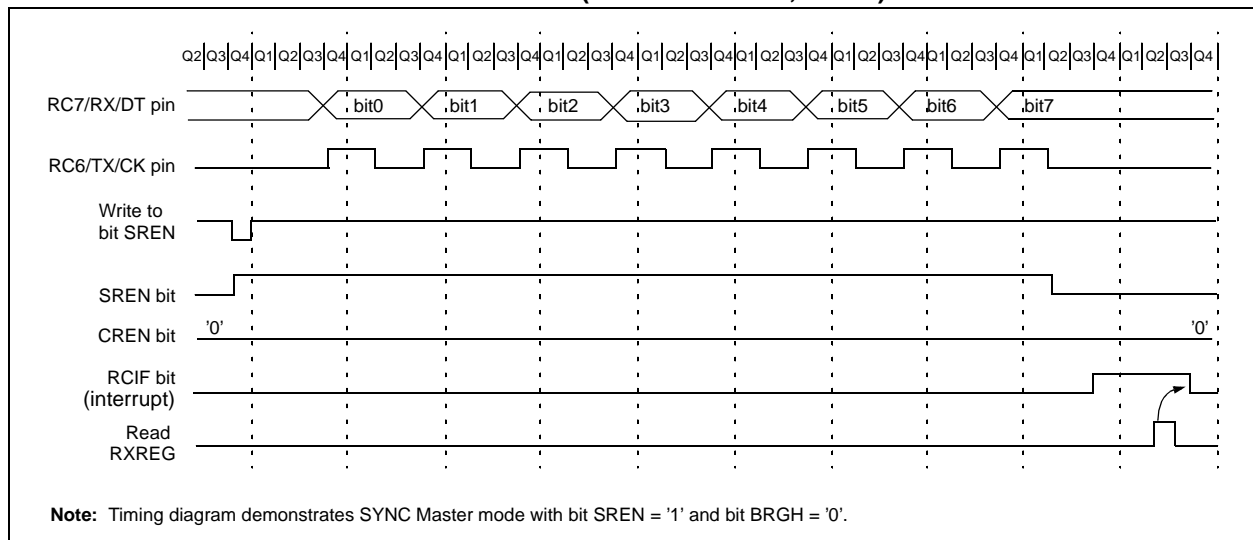 Q2 Q3 Q4 Q1 Q2 Q3 Q4 Q1 Q2 Q3 Q4 Q1 Q2 Q3 Q4 Q1 Q2 Q3 Q4 Q1 Q2 Q3 Q4 Q1 Q2 Q3 Q4 Q1 Q2 Q3 Q4 Q1 Q2 Q3 Q4 Q1 Q2 Q3 Q4 Q1 Q2 Q3 Q4
RC7/RX/DT pin bit0 bit1 bit2 bit3 bit4 bit5 bit6 bit7
RC6/TX/CK pin
Write to
bit SREN
SREN bit
CREN bit '0' '0'
RCIF bit
(interrupt)
Read
RXREG
Note: Timing diagram demonstrates SYNC Master mode with bit SREN = '1' and bit BRGH = '0'.